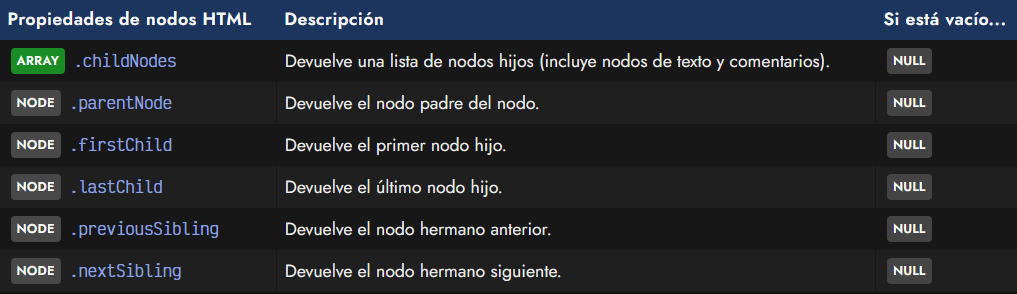 Propiedades de nodos HTML Descripción Si está vacío...
ARRAY .childNodes Devuelve una lista de nodos hijos (incluye nodos de texto y comentarios). NULL
NODE .parentNode Devuelve el nodo padre del nodo. NULL
NODE .firstChild Devuelve el primer nodo hijo. NULL
NODE .lastChild Devuelve el último nodo hijo. NULL
NODE .previousSibling Devuelve el nodo hermano anterior. NULL
NODE .nextSibling Devuelve el nodo hermano siguiente. NULL